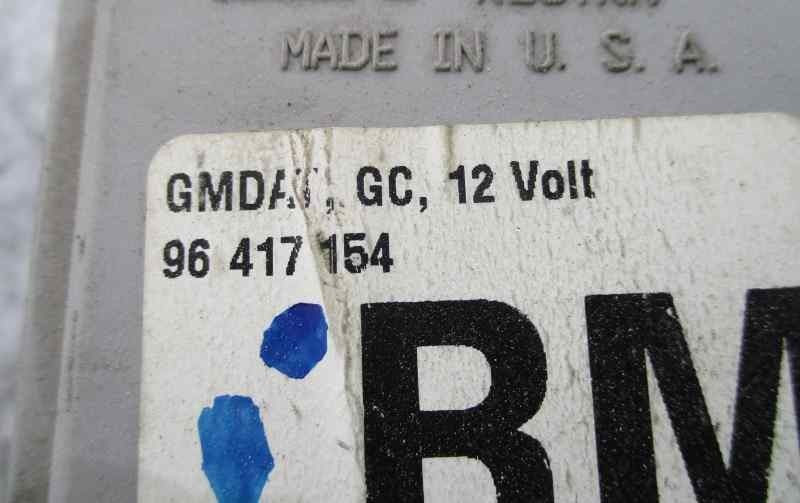 MADE IN U. S. A.
GMDAT, GC, 12 Volt
96 417 154
BM